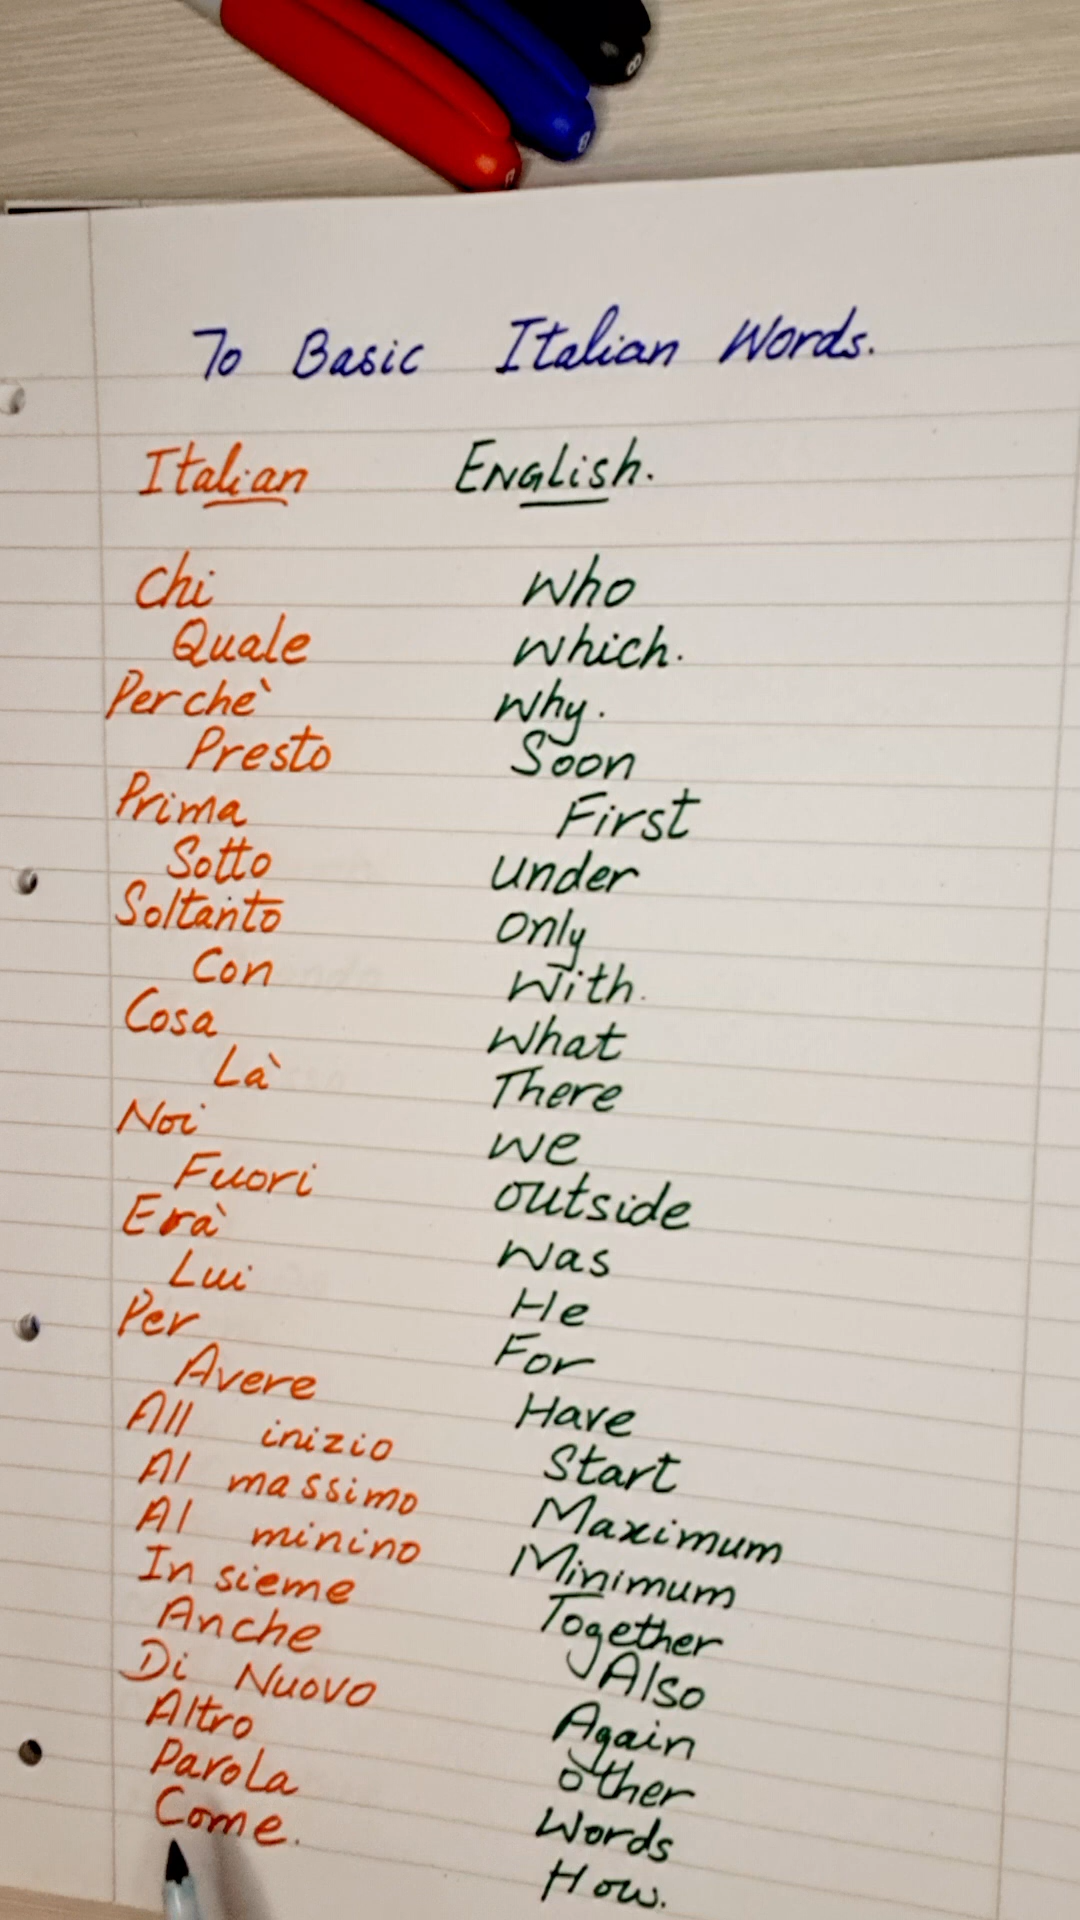 To Basic Italian Words.
Italian English.
Chi Who
Quale Which.
Perchè Why.
Presto Soon
Prima First
Sotto Under
Soltanto Only
Con With.
Cosa What
Là There
Noi We
Fuori Outside
Erà Was
Lui He
Per For
Avere Have
All inizio Start
Al massimo Maximum
Al minino Minimum
In sieme Together
Anche Also
Di Nuovo Again
Altro Other
Parola Words
Come. How.